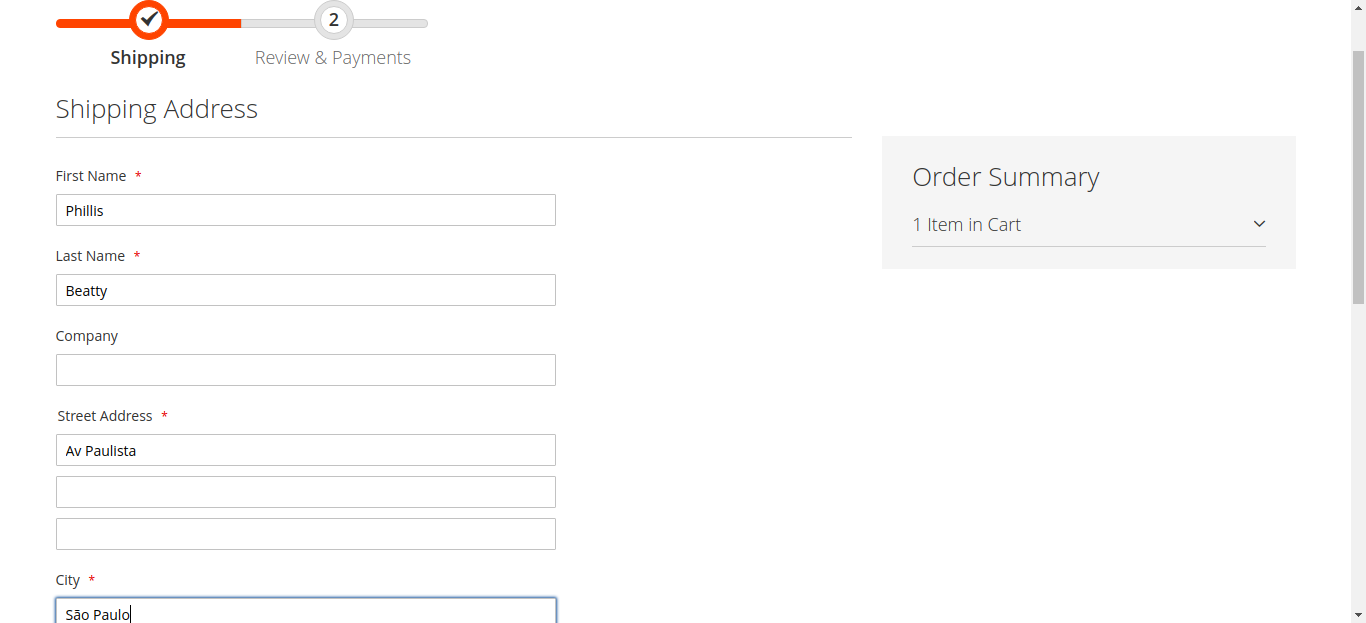 2
Shipping
Review & Payments
Shipping Address
First Name *
Phillis
Last Name *
Beatty
Company
Street Address *
Av Paulista
City *
São Paulo
Order Summary
1 Item in Cart